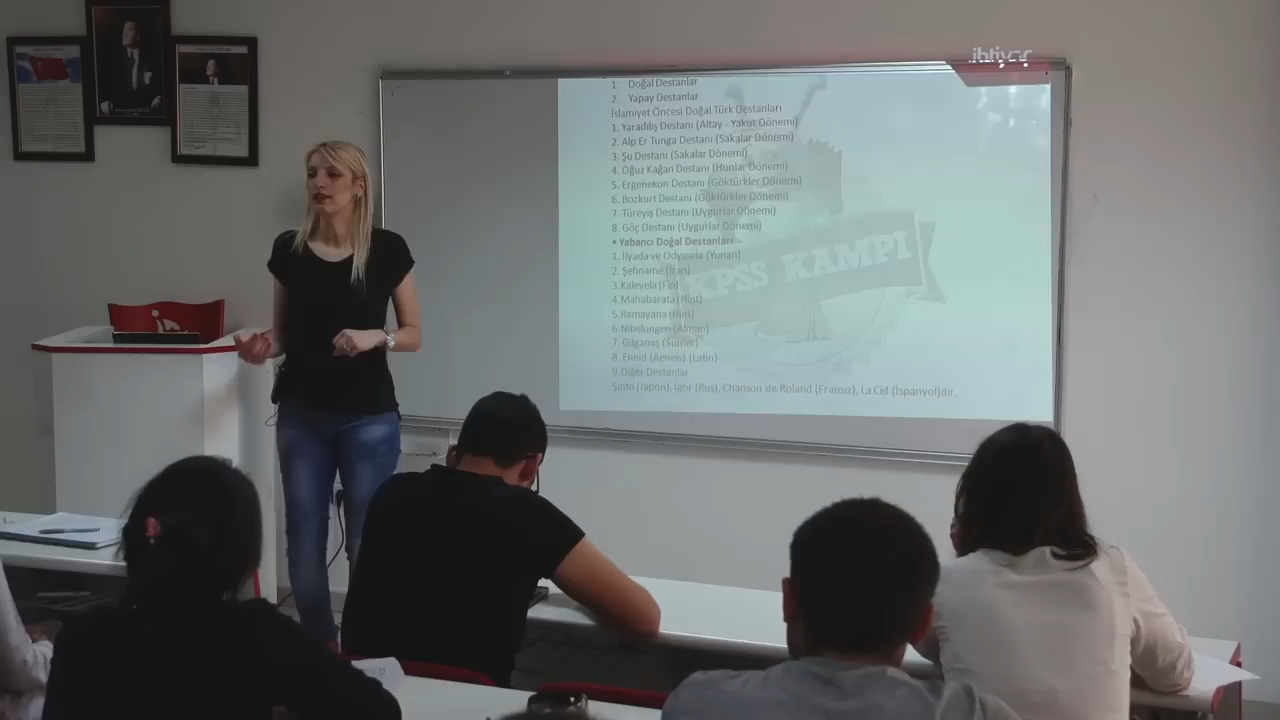 ihtiyaç
1. Doğal Destanlar
2. Yapay Destanlar
İslamiyet Öncesi Doğal Türk Destanları
1. Yaradılış Destanı (Altay - Yakut Dönemi)
2. Alp Er Tunga Destanı (Sakalar Dönemi)
3. Şu Destanı (Sakalar Dönemi)
4. Oğuz Kağan Destanı (Hunlar Dönemi)
5. Ergenekon Destanı (Göktürkler Dönemi)
6. Bozkurt Destanı (Göktürkler Dönemi)
7. Türeyiş Destanı (Uygurlar Dönemi)
8. Göç Destanı (Uygurlar Dönemi)
• Yabancı Doğal Destanları
1. İlyada ve Odyssela (Yunan)
2. Şehname (İran)
3.Kalevela (Fin)
4.Mahabarata (Hint)
5.Ramayana (Hint)
6.Nibelungen (Alman)
7. Gılgamış (Sümer)
8. Eneid (Aeneis) (Latin)
9.Diğer Destanlar
Şinto (Japon), İgor (Rus), Chanson de Roland (Fransız), La Cid (İspanyol)dır.
KPSS KAMPI